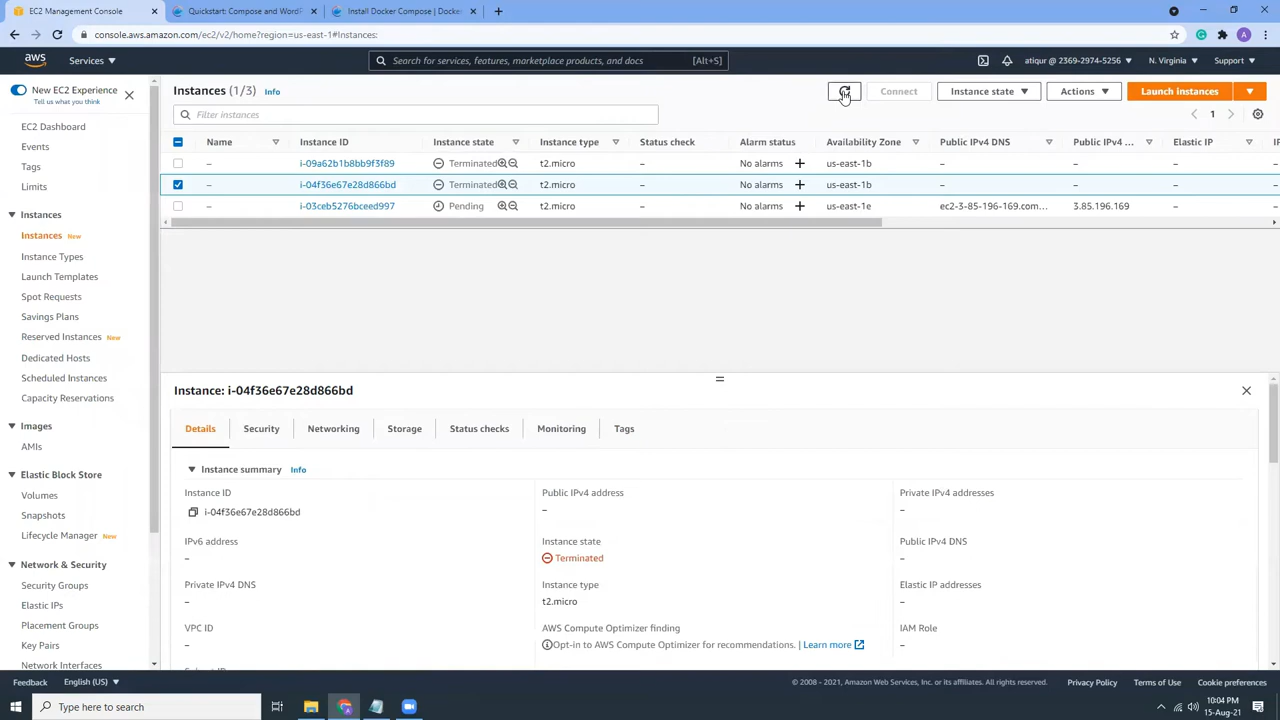 EC2 Management Console
Quickstart: Compose and WordP
Install Docker Compose | Docker
console.aws.amazon.com/ec2/v2/home?region=us-east-1#Instances:
A
aws
Services
Search for services, features, marketplace products, and docs
[Alt+S]
atiqur @ 2369-2974-5256
N. Virginia
Support
New EC2 Experience
Tell us what you think
Instances (1/3)
Info
Connect
Instance state
Actions
Launch instances
Filter instances
1
Name
Instance ID
Instance state
Instance type
Status check
Alarm status
Availability Zone
Public IPv4 DNS
Public IPv4 ...
Elastic IP
– i-09a62b1b8bb9f3f89 Terminated t2.micro – No alarms + us-east-1b – – –
– i-04f36e67e28d866bd Terminated t2.micro – No alarms + us-east-1b – – –
– i-03ceb5276bceed997 Pending t2.micro – No alarms + us-east-1e ec2-3-85-196-169.com... 3.85.196.169 –
EC2 Dashboard
Events
Tags
Limits
Instances
Instances New
Instance Types
Launch Templates
Spot Requests
Savings Plans
Reserved Instances New
Dedicated Hosts
Scheduled Instances
Capacity Reservations
Images
AMIs
Elastic Block Store
Volumes
Snapshots
Lifecycle Manager New
Network & Security
Security Groups
Elastic IPs
Placement Groups
Key Pairs
Network Interfaces
Instance: i-04f36e67e28d866bd
Details
Security
Networking
Storage
Status checks
Monitoring
Tags
Instance summary
Info
Instance ID
i-04f36e67e28d866bd
Public IPv4 address
–
Private IPv4 addresses
–
IPv6 address
–
Instance state
Terminated
Public IPv4 DNS
–
Private IPv4 DNS
–
Instance type
t2.micro
Elastic IP addresses
–
VPC ID
–
AWS Compute Optimizer finding
Opt-in to AWS Compute Optimizer for recommendations. | Learn more
IAM Role
–
Feedback
English (US)
© 2008 - 2021, Amazon Web Services, Inc. or its affiliates. All rights reserved.
Privacy Policy
Terms of Use
Cookie preferences
Type here to search
10:04 PM
15-Aug-21